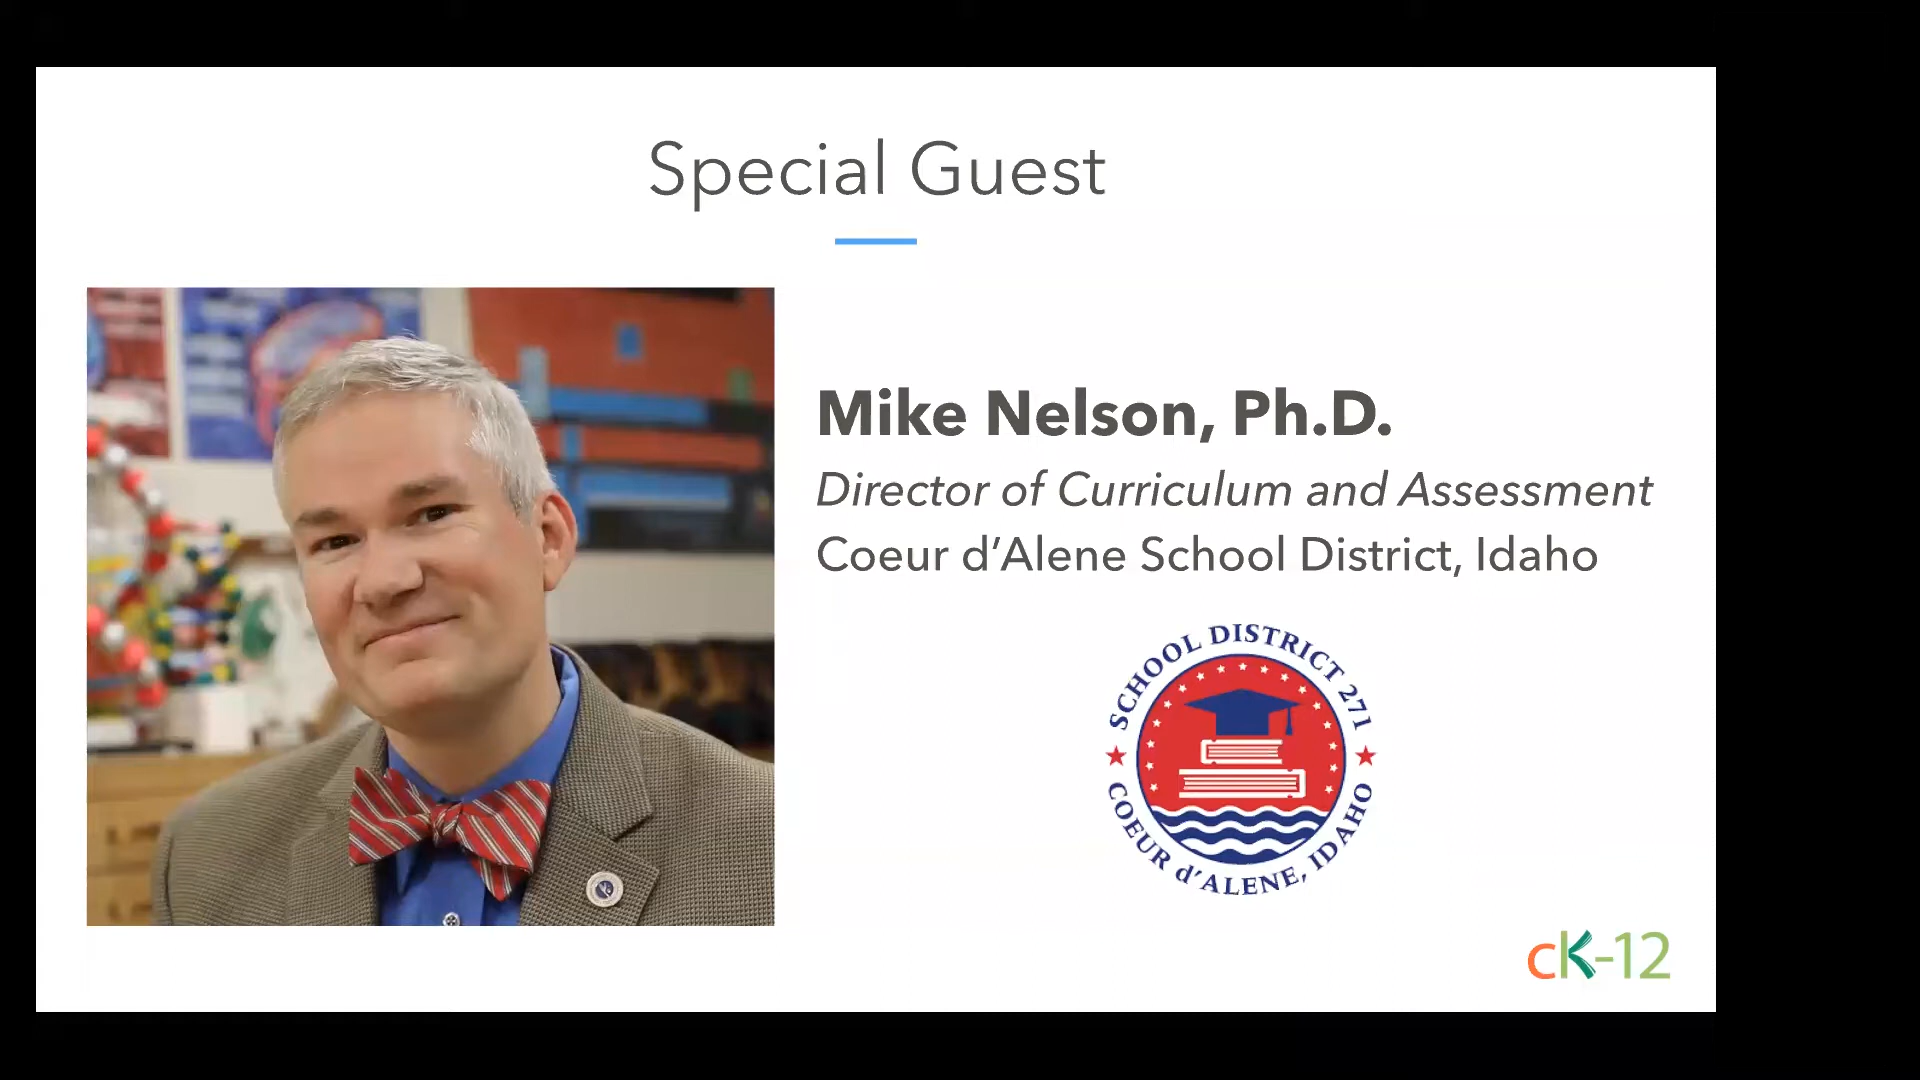 Special Guest
Mike Nelson, Ph.D.
Director of Curriculum and Assessment
Coeur d’Alene School District, Idaho
SCHOOL DISTRICT 271
COEUR d’ALENE, IDAHO
cK-12